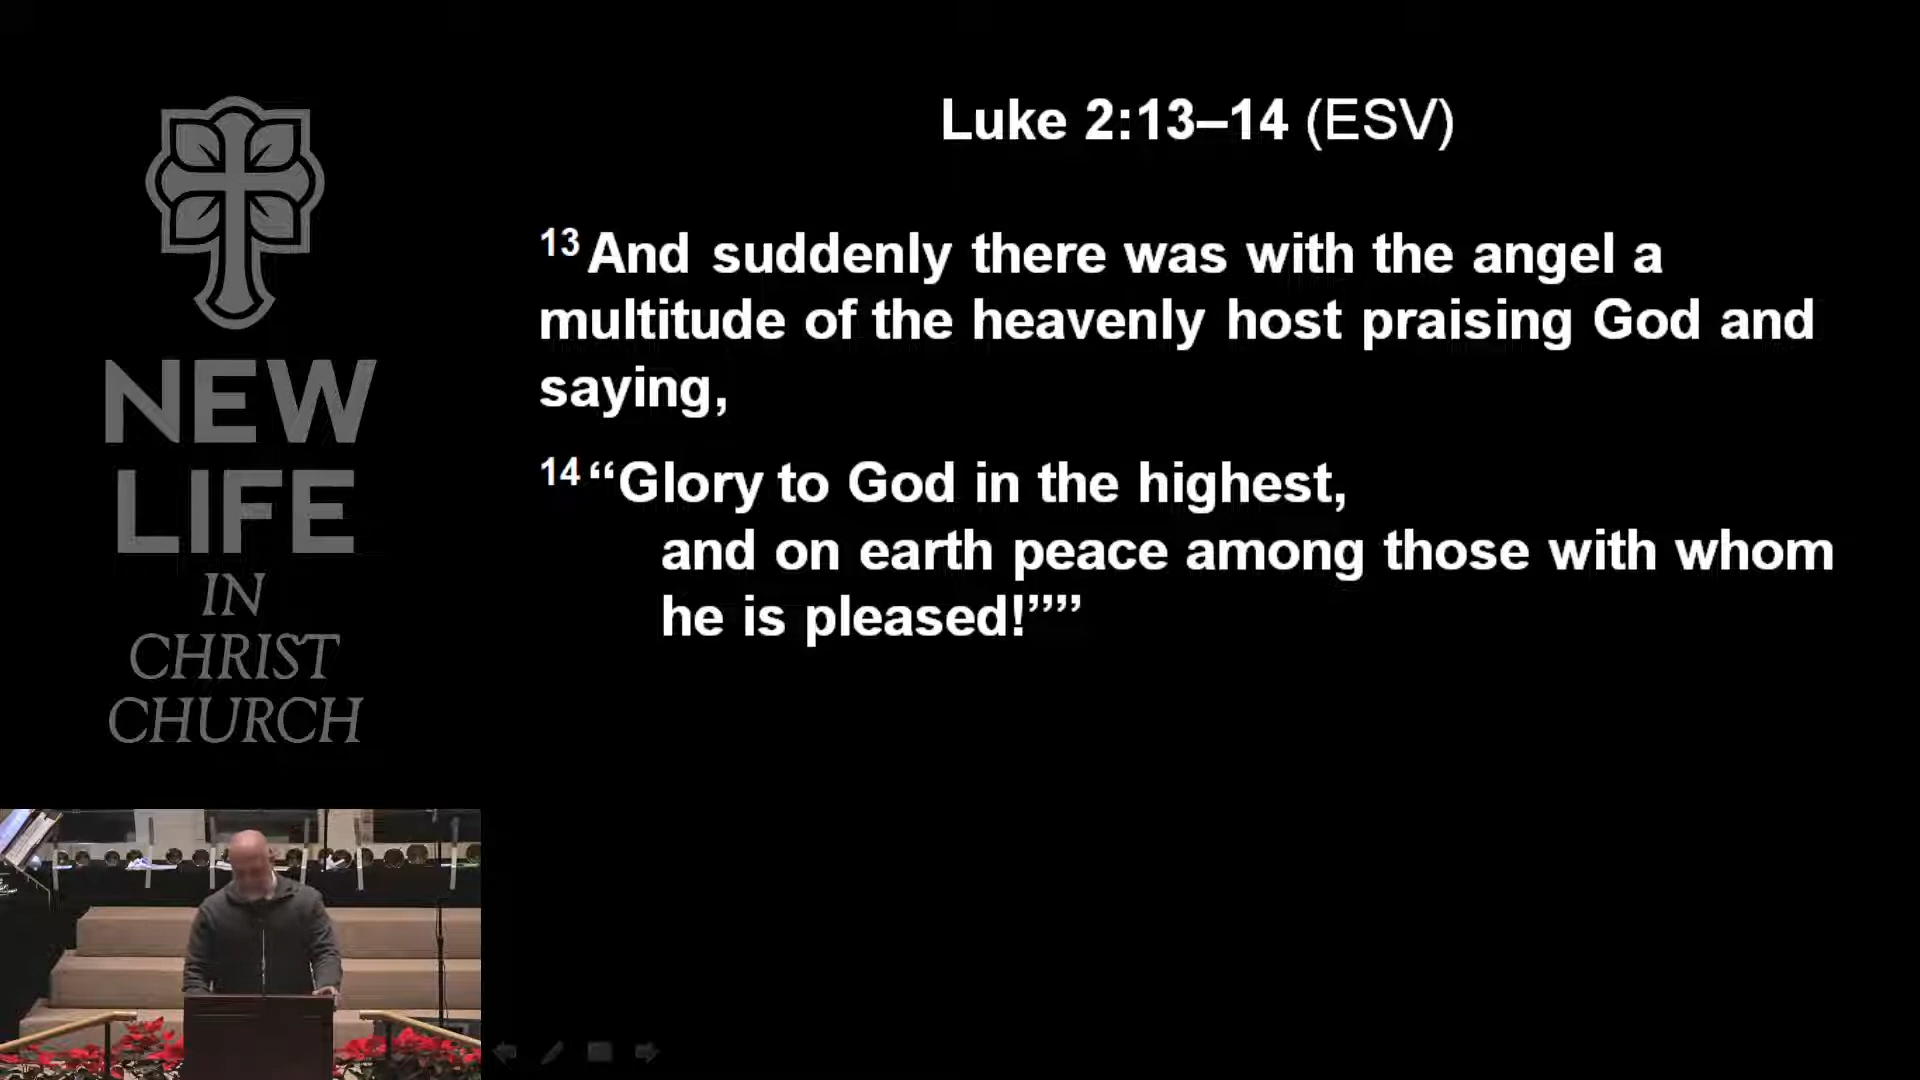 NEW
LIFE
IN
CHRIST
CHURCH
Luke 2:13–14 (ESV)
13 And suddenly there was with the angel a
multitude of the heavenly host praising God and
saying,
14 “Glory to God in the highest,
and on earth peace among those with whom
he is pleased!””